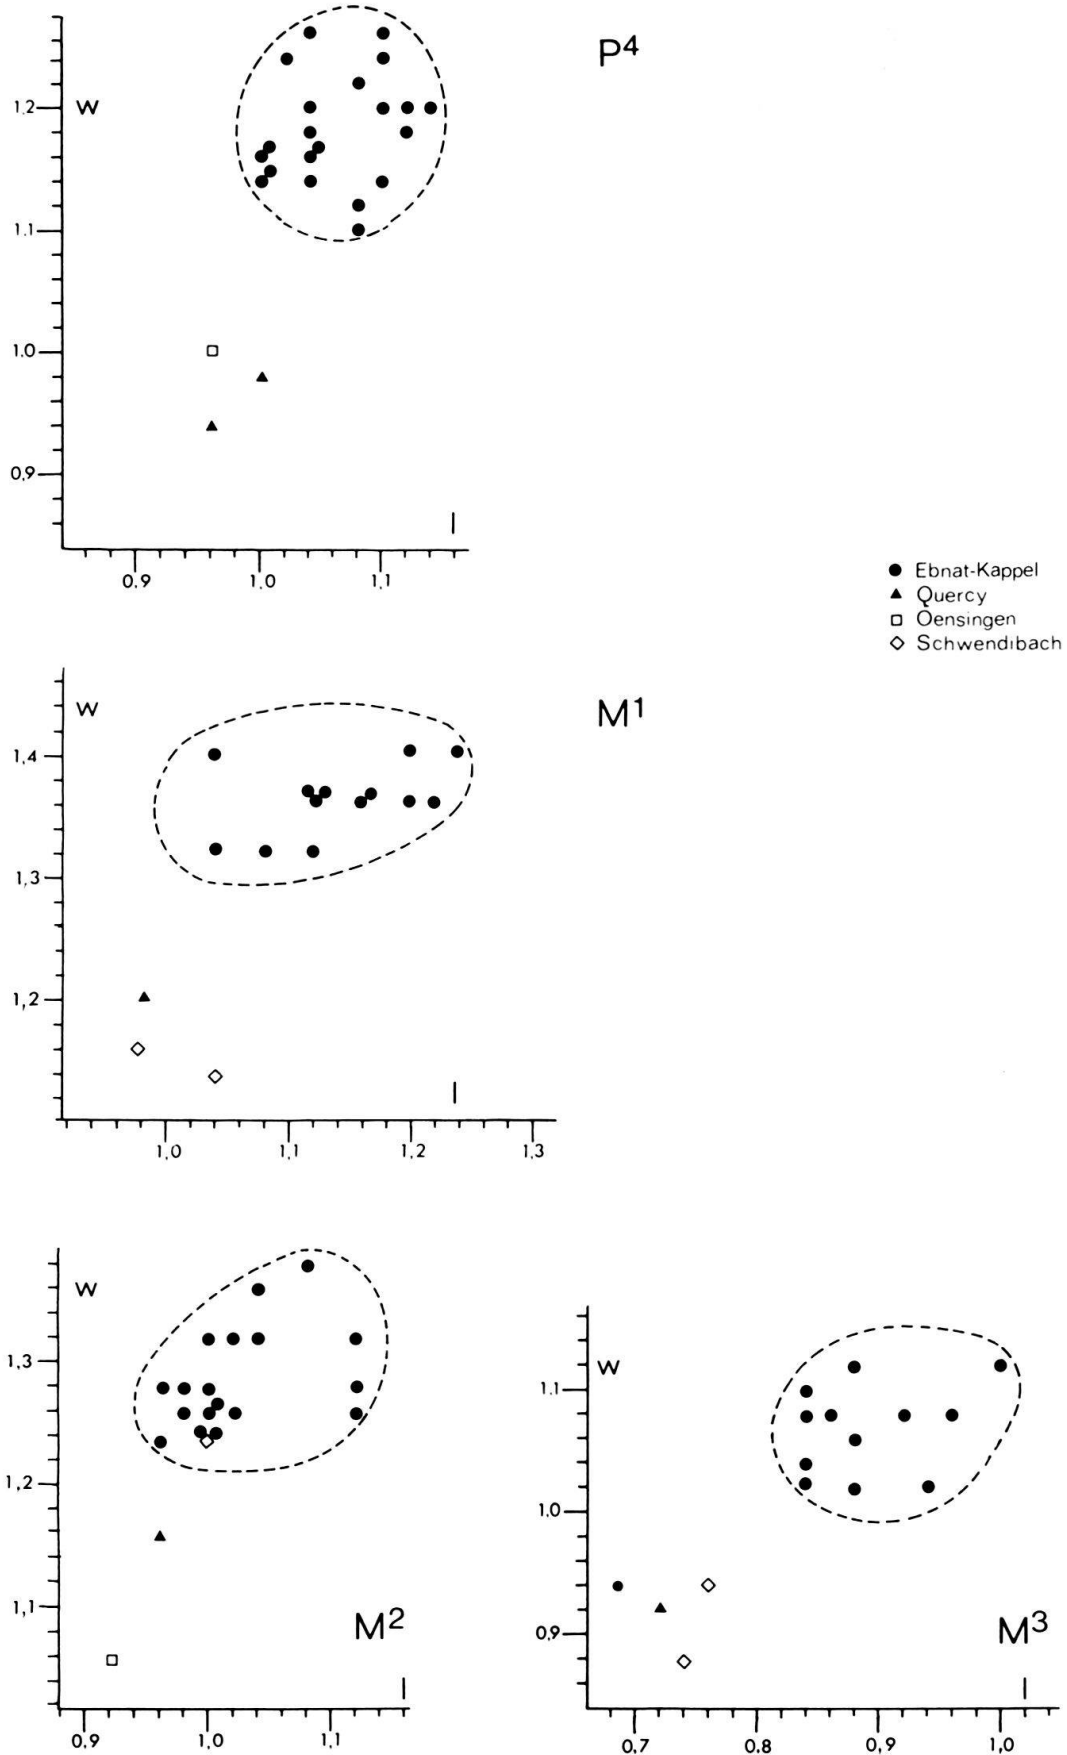 P4
1,2 W
1.1
1.0
0,9
l
0,9 1,0 1,1
Ebnat-Kappel
Quercy
Oensingen
Schwendibach
M1
W
1,4
1,3
1,2
l
1,0 1,1 1,2 1,3
W
1,3
1,2
1,1
M2
l
0,9 1,0 1,1
W
1.1
1.0
0,9
M3
l
0,7 0,8 0,9 1,0